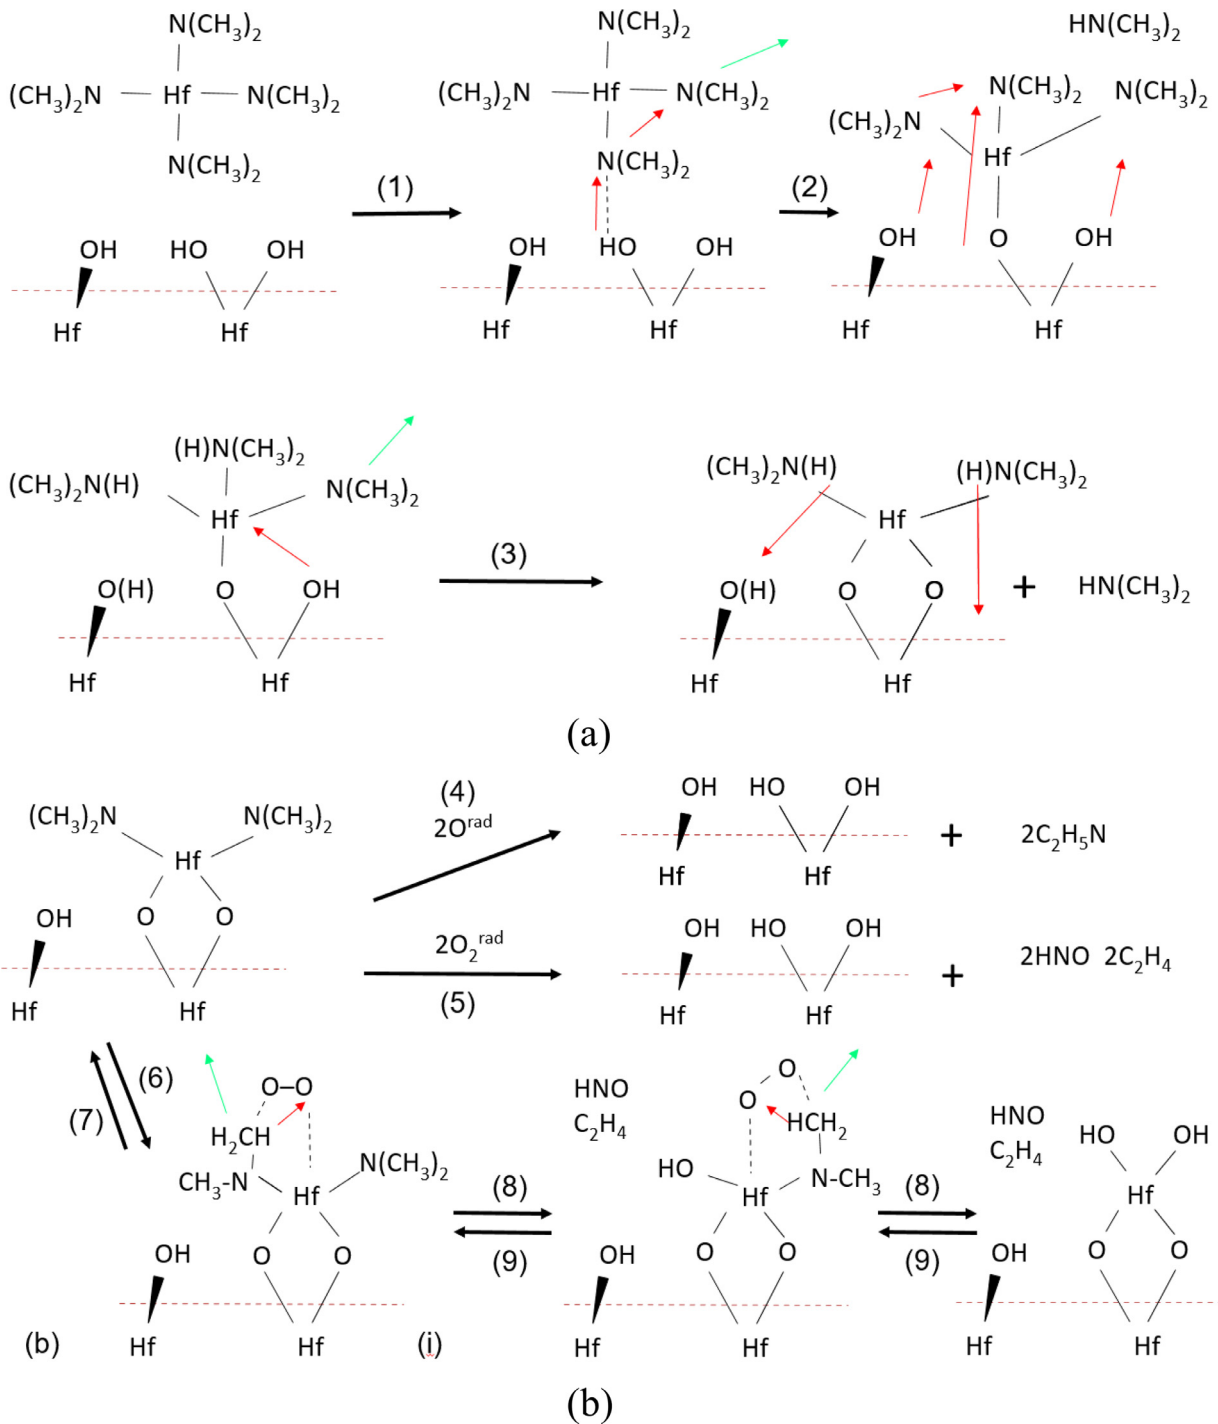 N(CH₃)₂ N(CH₃)₂ HN(CH₃)₂
(CH₃)₂N Hf N(CH₃)₂ (CH₃)₂N Hf N(CH₃)₂ N(CH₃)₂ N(CH₃)₂
(CH₃)₂N
N(CH₃)₂ N(CH₃)₂ Hf
(1) (2)
OH HO OH OH HO OH OH O OH
Hf Hf Hf Hf Hf Hf
(H)N(CH₃)₂
(CH₃)₂N(H) N(CH₃)₂ (CH₃)₂N(H) (H)N(CH₃)₂
Hf Hf
(3)
O(H) O OH O(H) O O + HN(CH₃)₂
Hf Hf Hf Hf
(a)
(CH₃)₂N N(CH₃)₂ (4) OH HO OH
2Oʳᵃᵈ + 2C₂H₅N
Hf Hf Hf
OH O O OH HO OH
2O₂ʳᵃᵈ + 2HNO 2C₂H₄
Hf Hf (5) Hf Hf
(6) O–O HNO O O HNO
(7) H₂CH C₂H₄ HCH₂ C₂H₄ HO OH
CH₃-N N(CH₃)₂ HO N-CH₃
Hf (8) Hf (8) Hf
OH O O (9) OH O O (9) OH O O
(b) Hf Hf (i) Hf Hf Hf Hf
(b)